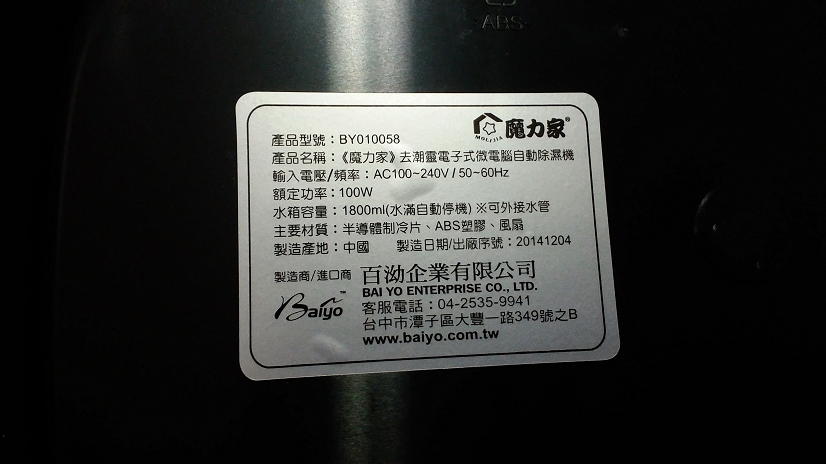 ABS
MOLIJIA
魔力家®
產品型號：BY010058
產品名稱：《魔力家》去潮靈電子式微電腦自動除濕機
輸入電壓/頻率：AC100~240V / 50~60Hz
額定功率：100W
水箱容量：1800ml(水滿自動停機) ※可外接水管
主要材質：半導體制冷片、ABS塑膠、風扇
製造產地：中國 製造日期/出廠序號：20141204
製造商/進口商 百泑企業有限公司
Baiyo™ BAI YO ENTERPRISE CO., LTD.
客服電話：04-2535-9941
台中市潭子區大豐一路349號之B
www.baiyo.com.tw